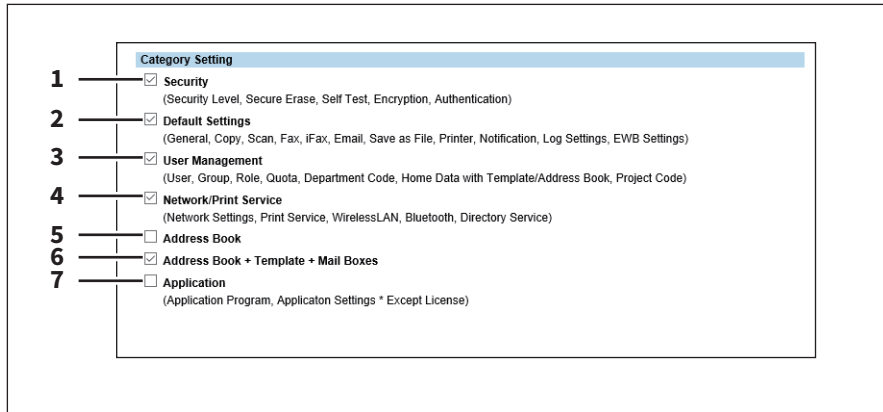 Category Setting
1 Security
(Security Level, Secure Erase, Self Test, Encryption, Authentication)
2 Default Settings
(General, Copy, Scan, Fax, iFax, Email, Save as File, Printer, Notification, Log Settings, EWB Settings)
3 User Management
(User, Group, Role, Quota, Department Code, Home Data with Template/Address Book, Project Code)
4 Network/Print Service
(Network Settings, Print Service, WirelessLAN, Bluetooth, Directory Service)
5 Address Book
6 Address Book + Template + Mail Boxes
7 Application
(Application Program, Applicaton Settings * Except License)